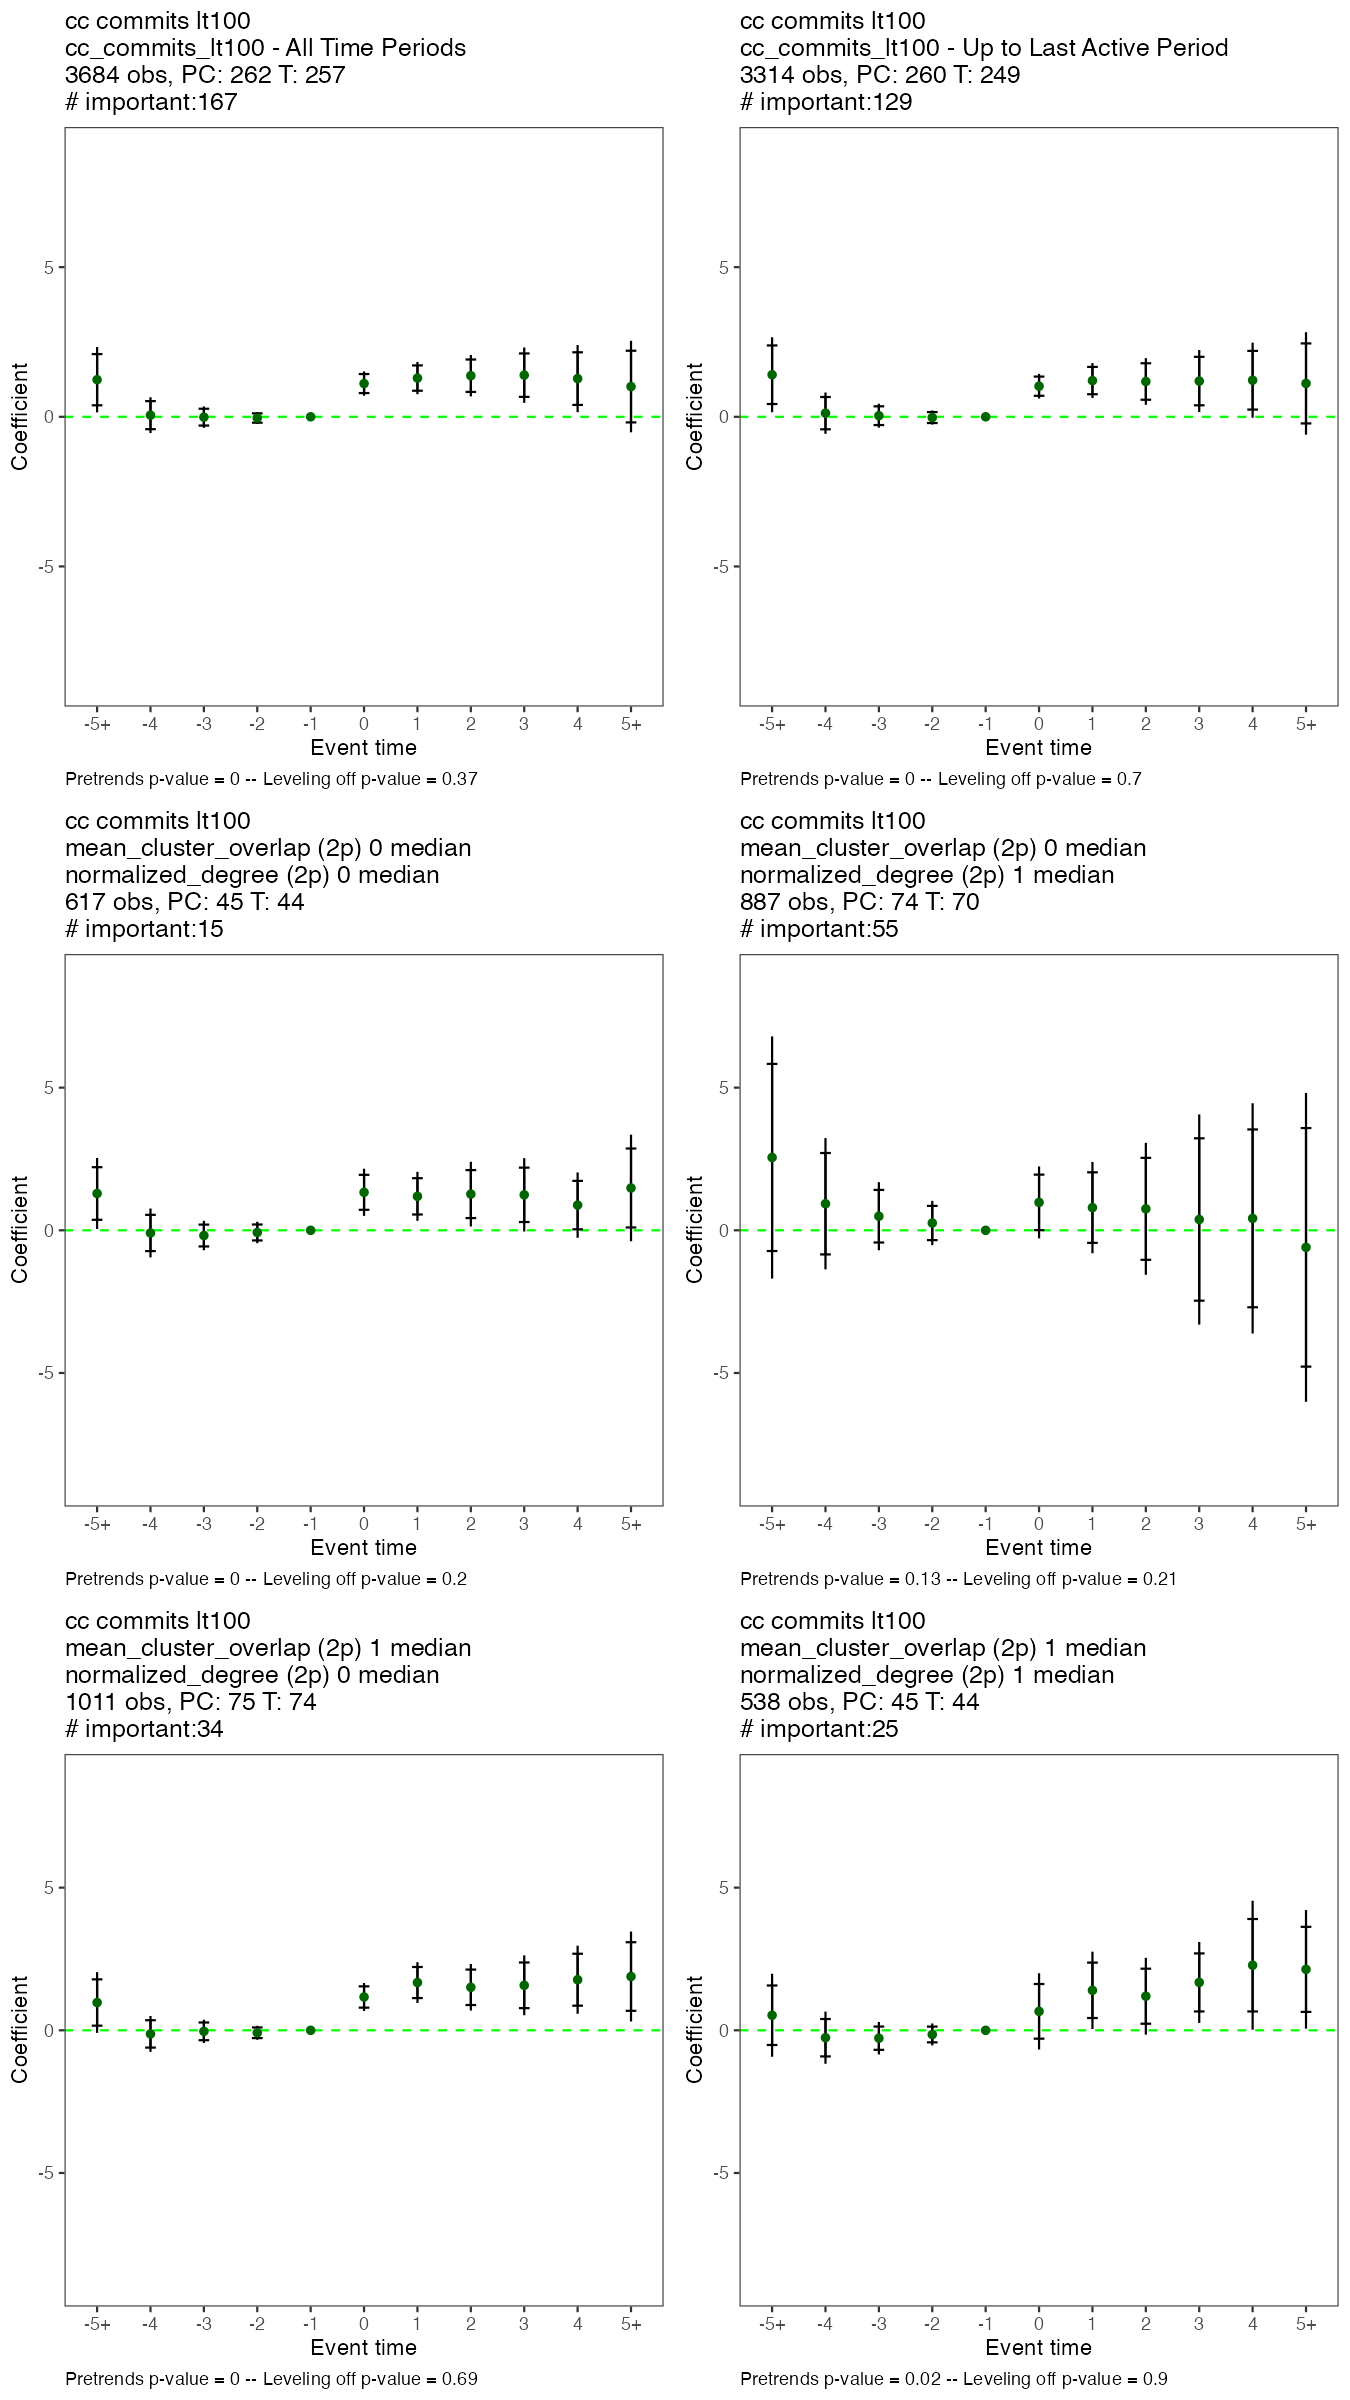 cc commits lt100
cc_commits_lt100 - All Time Periods
3684 obs, PC: 262 T: 257
# important:167
5
0
-5
Coefficient
-5+ -4 -3 -2 -1 0 1 2 3 4 5+
Event time
Pretrends p-value = 0 -- Leveling off p-value = 0.37
cc commits lt100
cc_commits_lt100 - Up to Last Active Period
3314 obs, PC: 260 T: 249
# important:129
5
0
-5
Coefficient
-5+ -4 -3 -2 -1 0 1 2 3 4 5+
Event time
Pretrends p-value = 0 -- Leveling off p-value = 0.7
cc commits lt100
mean_cluster_overlap (2p) 0 median
normalized_degree (2p) 0 median
617 obs, PC: 45 T: 44
# important:15
5
0
-5
Coefficient
-5+ -4 -3 -2 -1 0 1 2 3 4 5+
Event time
Pretrends p-value = 0 -- Leveling off p-value = 0.2
cc commits lt100
mean_cluster_overlap (2p) 0 median
normalized_degree (2p) 1 median
887 obs, PC: 74 T: 70
# important:55
5
0
-5
Coefficient
-5+ -4 -3 -2 -1 0 1 2 3 4 5+
Event time
Pretrends p-value = 0.13 -- Leveling off p-value = 0.21
cc commits lt100
mean_cluster_overlap (2p) 1 median
normalized_degree (2p) 0 median
1011 obs, PC: 75 T: 74
# important:34
5
0
-5
Coefficient
-5+ -4 -3 -2 -1 0 1 2 3 4 5+
Event time
Pretrends p-value = 0 -- Leveling off p-value = 0.69
cc commits lt100
mean_cluster_overlap (2p) 1 median
normalized_degree (2p) 1 median
538 obs, PC: 45 T: 44
# important:25
5
0
-5
Coefficient
-5+ -4 -3 -2 -1 0 1 2 3 4 5+
Event time
Pretrends p-value = 0.02 -- Leveling off p-value = 0.9